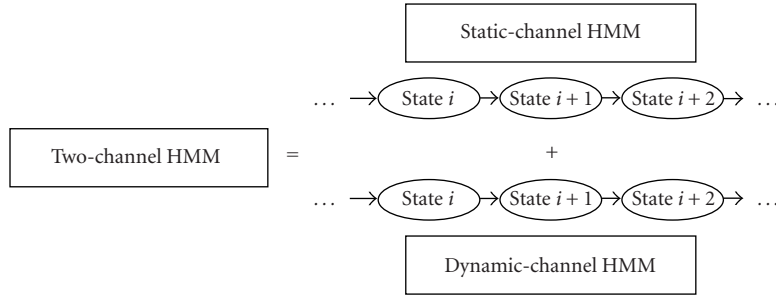 Static-channel HMM
... State i State i + 1 State i + 2 ...
Two-channel HMM = +
... State i State i + 1 State i + 2 ...
Dynamic-channel HMM